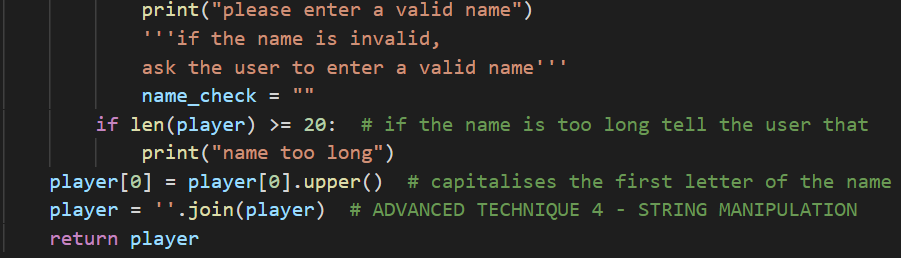 print("please enter a valid name")
'''if the name is invalid,
ask the user to enter a valid name'''
name_check = ""
if len(player) >= 20:  # if the name is too long tell the user that
print("name too long")
player[0] = player[0].upper()  # capitalises the first letter of the name
player = ''.join(player)  # ADVANCED TECHNIQUE 4 - STRING MANIPULATION
return player